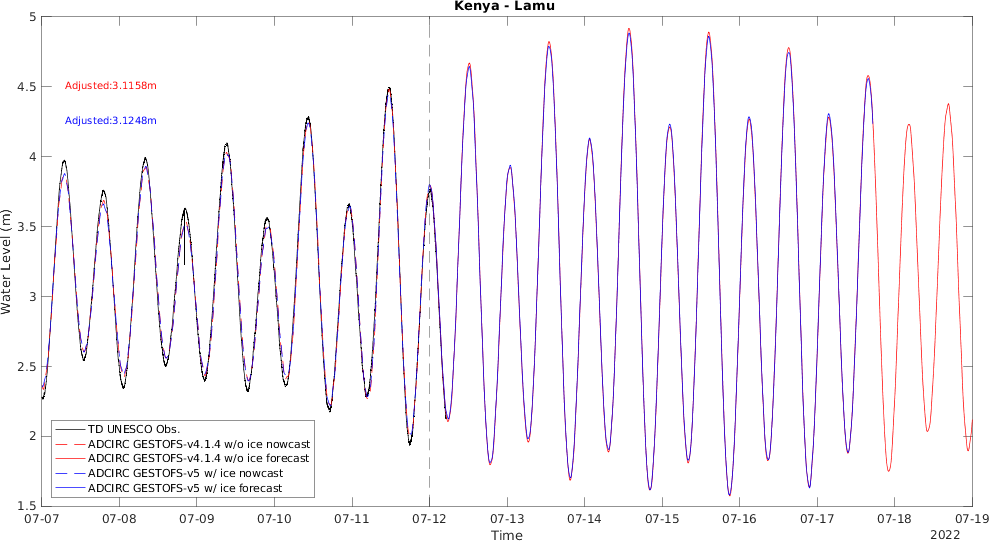 Kenya - Lamu
5
4.5
4
3.5
3
2.5
2
1.5
Water Level (m)
Adjusted:3.1158m
Adjusted:3.1248m
TD UNESCO Obs.
ADCIRC GESTOFS-v4.1.4 w/o ice nowcast
ADCIRC GESTOFS-v4.1.4 w/o ice forecast
ADCIRC GESTOFS-v5 w/ ice nowcast
ADCIRC GESTOFS-v5 w/ ice forecast
07-07 07-08 07-09 07-10 07-11 07-12 07-13 07-14 07-15 07-16 07-17 07-18 07-19
Time
2022